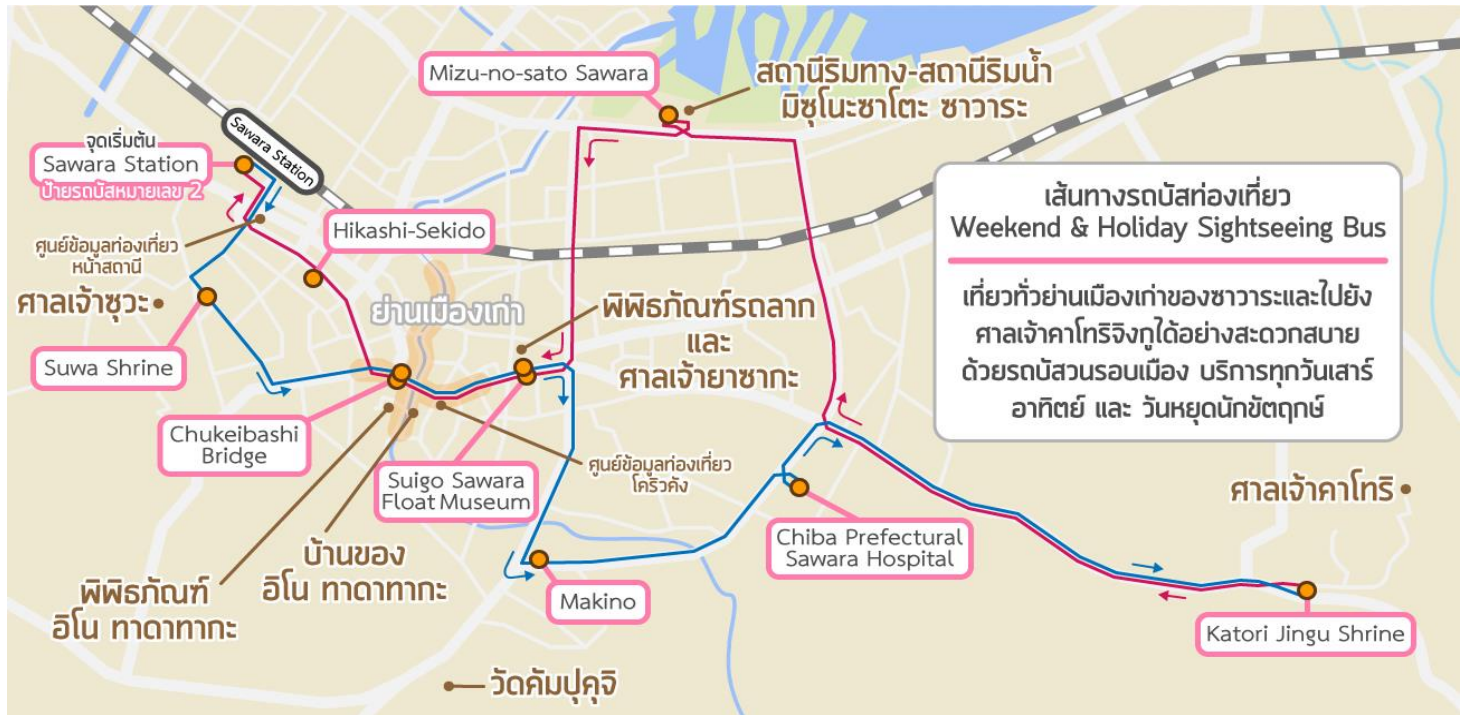 Mizu-no-sato Sawara
สถานีริมทาง-สถานีริมน้ำ
มิซุโนะซาโตะ ซาวาระ
Sawara Station
จุดเริ่มต้น
Sawara Station
ป้ายรถบัสหมายเลข 2
Hikashi-Sekido
ศูนย์ข้อมูลท่องเที่ยว
หน้าสถานี
ศาลเจ้าซุวะ
Suwa Shrine
ย่านเมืองเก่า
พิพิธภัณฑ์รถลาก
และ
ศาลเจ้ายาซากะ
เส้นทางรถบัสท่องเที่ยว
Weekend & Holiday Sightseeing Bus
เที่ยวทั่วย่านเมืองเก่าของซาวาระและไปยัง
ศาลเจ้าคาโทริจิงกูได้อย่างสะดวกสบาย
ด้วยรถบัสวนรอบเมือง บริการทุกวันเสาร์
อาทิตย์ และ วันหยุดนักขัตฤกษ์
Chukeibashi
Bridge
Suigo Sawara
Float Museum
ศูนย์ข้อมูลท่องเที่ยว
โคริวคัง
Chiba Prefectural
Sawara Hospital
ศาลเจ้าคาโทริ
บ้านของ
อิโน ทาดาทากะ
พิพิธภัณฑ์
อิโน ทาดาทากะ
Makino
Katori Jingu Shrine
วัดคัมปุคุจิ